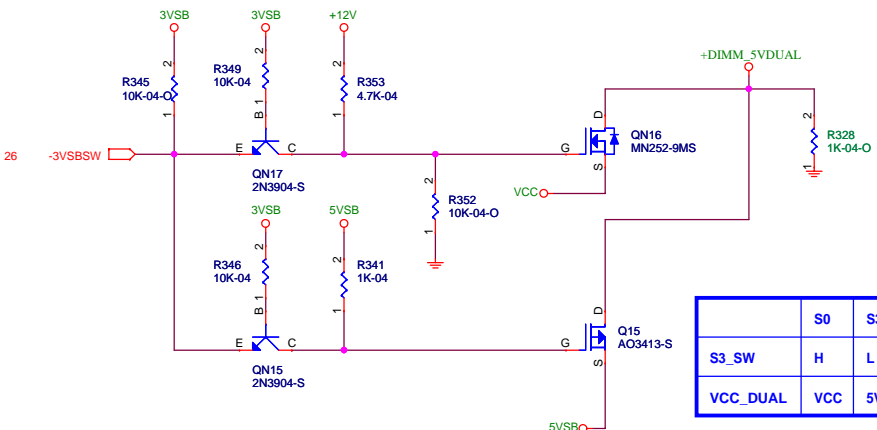 3VSB 3VSB +12V
+DIMM_5VDUAL
R345
10K-04-O
2
1
R349
10K-04
2
1
B
R353
4.7K-04
2
1
26 -3VSBSW
E C
QN17
2N3904-S
G
D
S
QN16
MN252-9MS
VCC
R328
1K-04-O
2
1
R352
10K-04-O
2
1
3VSB 5VSB
R346
10K-04
2
1
B
R341
1K-04
2
1
E C
QN15
2N3904-S
G
D
S
Q15
AO3413-S
5VSB
S0
S3_SW H L
VCC_DUAL VCC